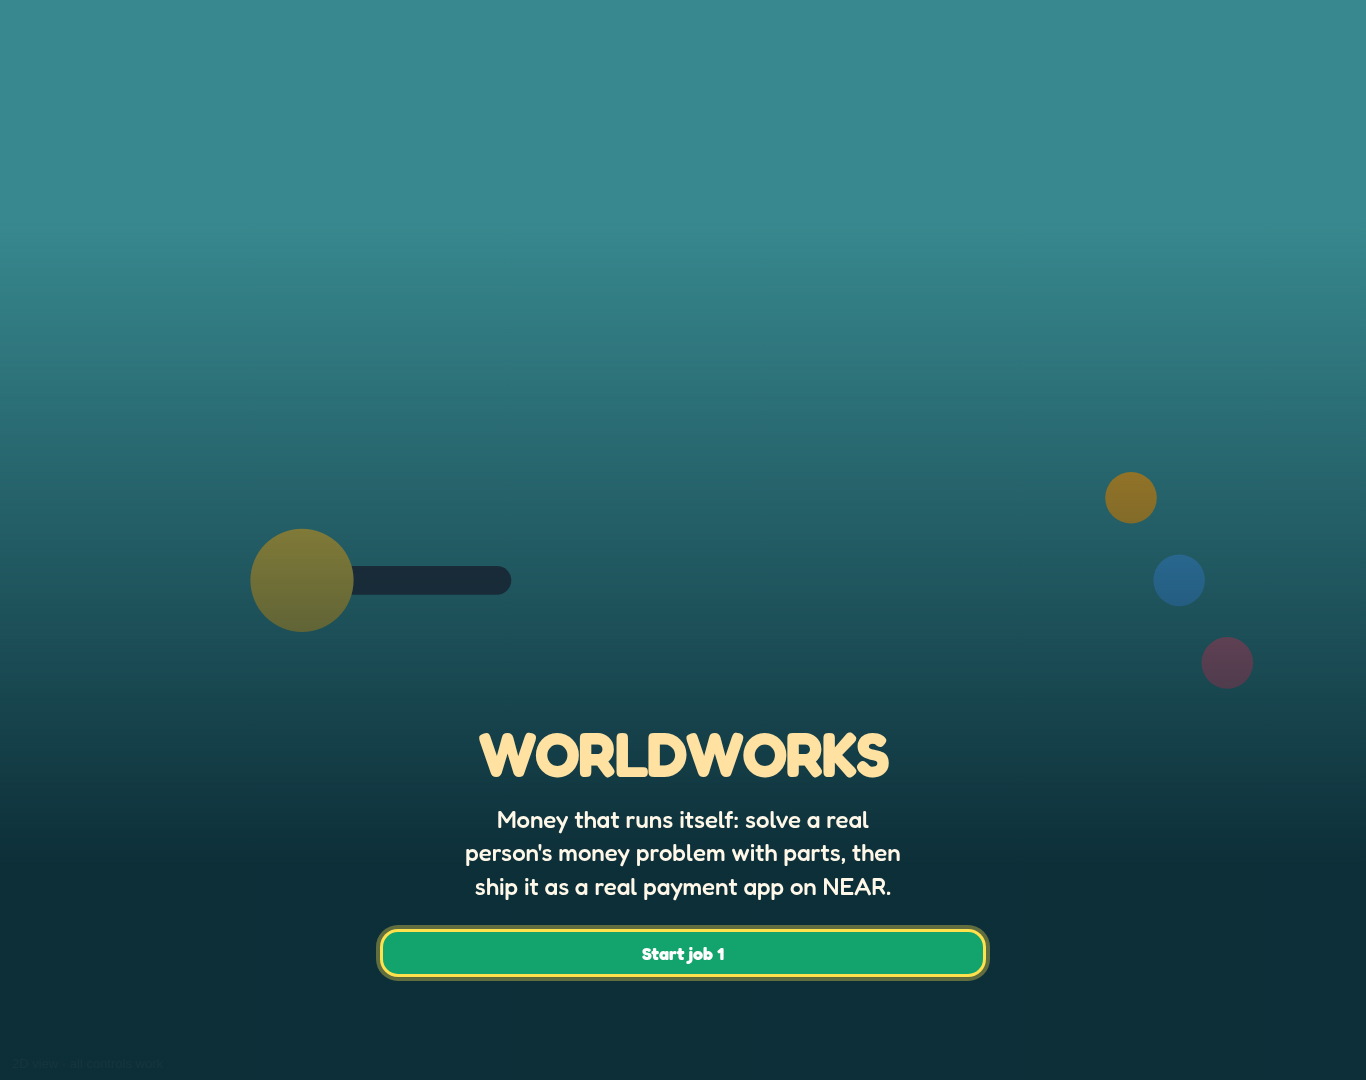 WORLDWORKS
Money that runs itself: solve a real
person's money problem with parts, then
ship it as a real payment app on NEAR.
Start job 1